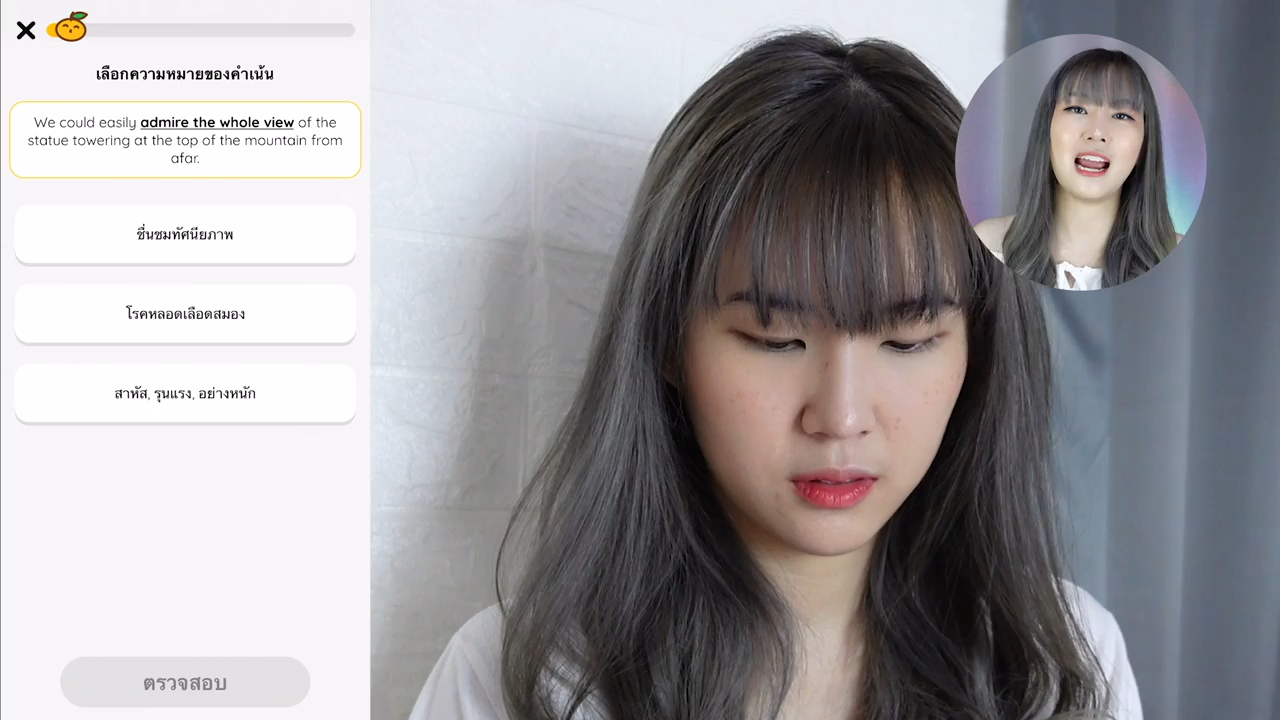 เลือกความหมายของคำเน้น
We could easily admire the whole view of the
statue towering at the top of the mountain from
afar.
ชื่นชมทัศนียภาพ
โรคหลอดเลือดสมอง
สาหัส, รุนแรง, อย่างหนัก
ตรวจสอบ